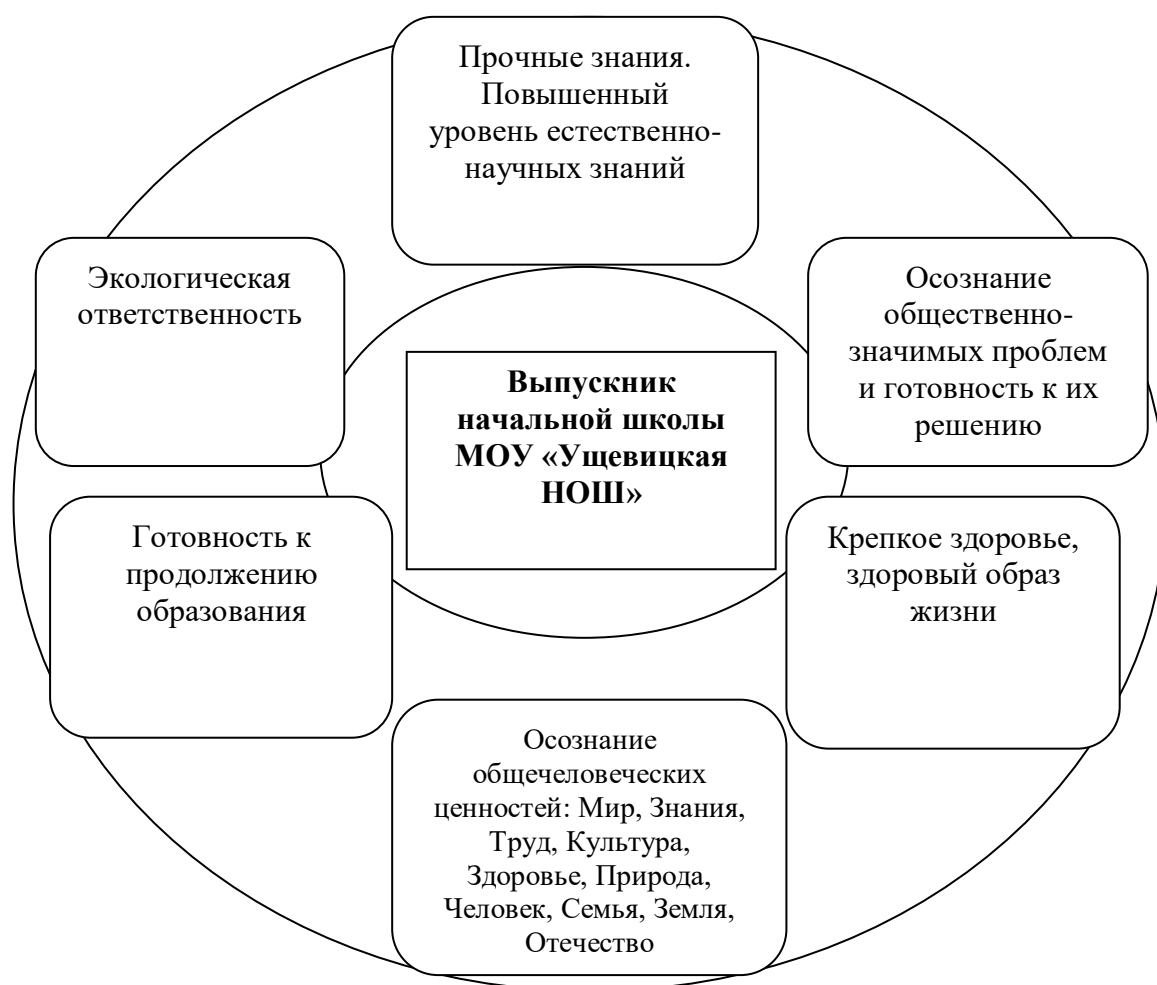 Прочные знания.
Повышенный
уровень естественно-
научных знаний
Экологическая
ответственность
Осознание
общественно-
значимых проблем
и готовность к их
решению
Выпускник
начальной школы
МОУ «Ущевицкая
НОШ»
Готовность к
продолжению
образования
Крепкое здоровье,
здоровый образ
жизни
Осознание
общечеловеческих
ценностей: Мир, Знания,
Труд, Культура,
Здоровье, Природа,
Человек, Семья, Земля,
Отечество